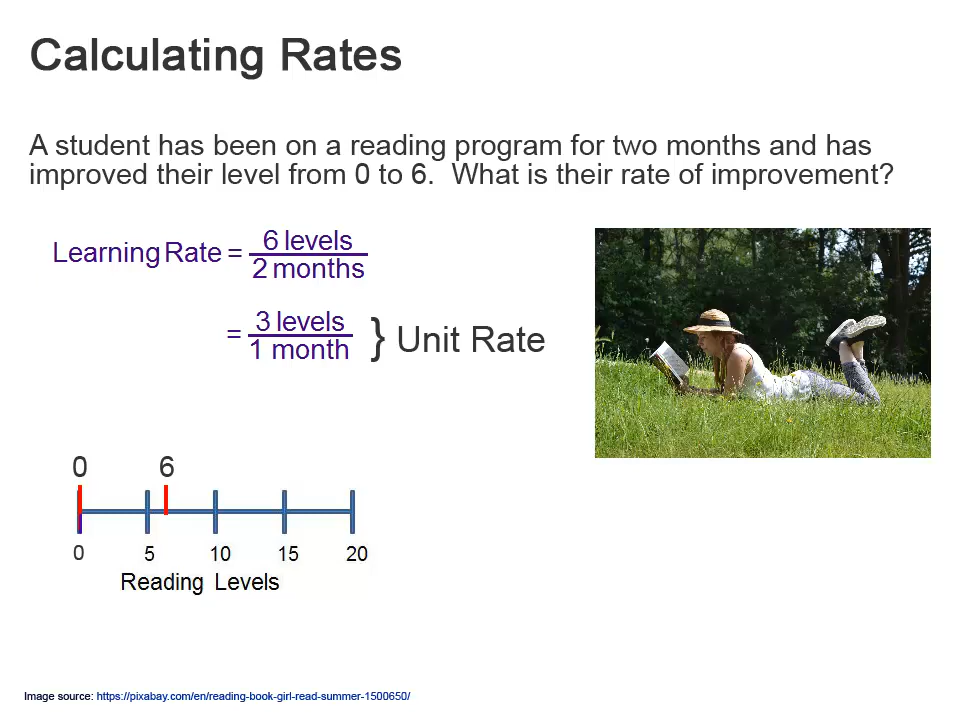 Calculating Rates
A student has been on a reading program for two months and has
improved their level from 0 to 6.  What is their rate of improvement?
Learning Rate = 6 levels
2 months
= 3 levels
1 month
} Unit Rate
0 6
0 5 10 15 20
Reading Levels
Image source: https://pixabay.com/en/reading-book-girl-read-summer-1500650/